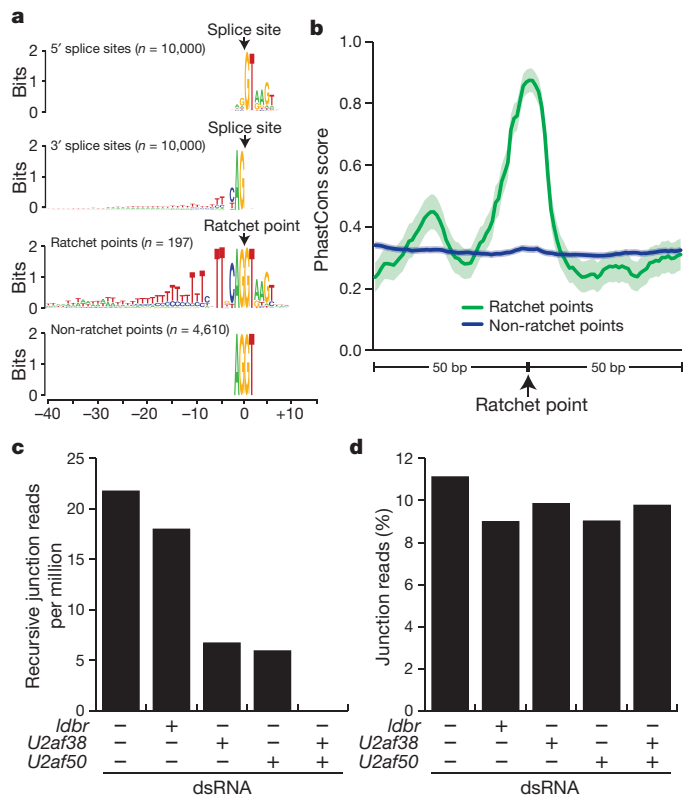 a
Splice site
5′ splice sites (n = 10,000)
Bits
2
1
0
Splice site
3′ splice sites (n = 10,000)
Bits
2
1
0
Ratchet point
Ratchet points (n = 197)
Bits
2
1
0
Non-ratchet points (n = 4,610)
Bits
2
1
0
AGGT
−40 −30 −20 −10 0 +10
b
PhastCons score
1.0
0.8
0.6
0.4
0.2
0.0
Ratchet points
Non-ratchet points
50 bp 50 bp
Ratchet point
c
Recursive junction reads
per million
25
20
15
10
5
0
ldbr − + − − −
U2af38 − − + − +
U2af50 − − − + +
dsRNA
d
Junction reads (%)
12
10
8
6
4
2
0
ldbr − + − − −
U2af38 − − + − +
U2af50 − − − + +
dsRNA